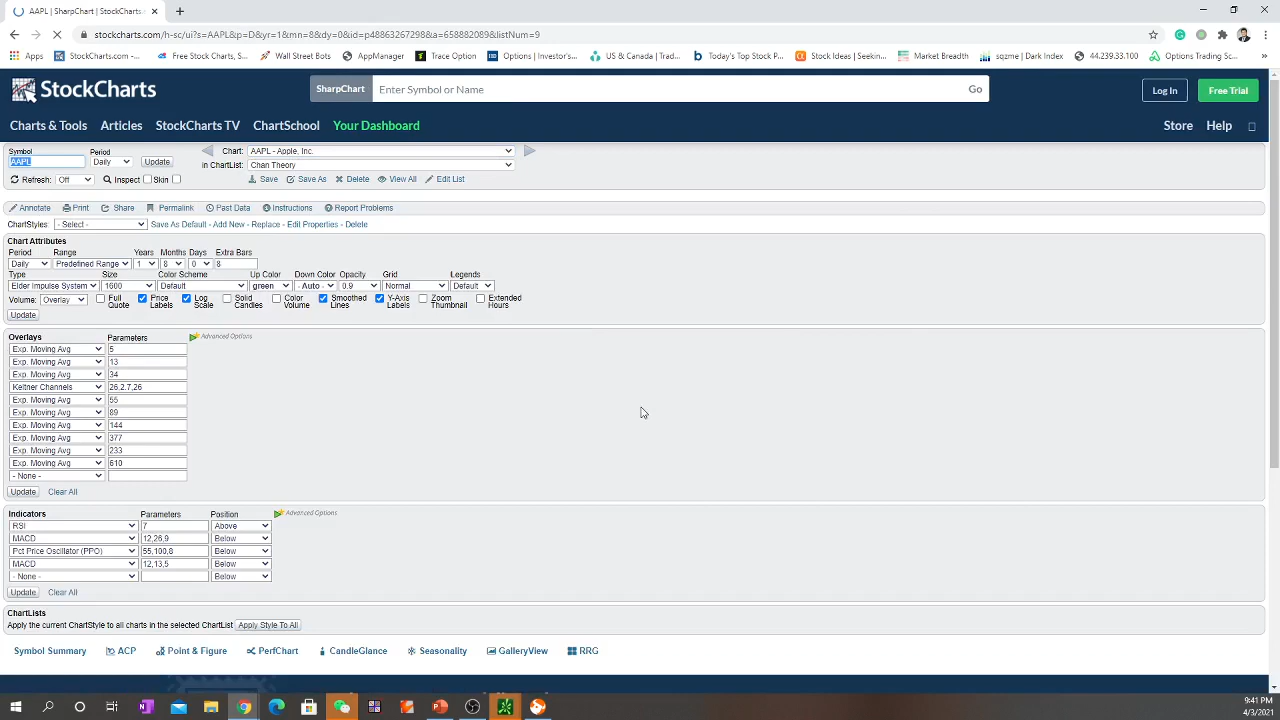 AAPL | SharpChart | StockCharts.com
stockcharts.com/h-sc/ui?s=AAPL&p=D&yr=1&mn=8&dy=0&id=p48863267298&a=658882089&listNum=9
Apps StockCharts.com -... Free Stock Charts, S... Wall Street Bots AppManager Trace Option Options | Investor's... US & Canada | Trad... Today's Top Stock P... Stock Ideas | Seekin... Market Breadth sqzme | Dark Index 44.239.33.100 Options Trading Sc...
StockCharts SharpChart Enter Symbol or Name Go Log In Free Trial
Charts & Tools Articles StockCharts TV ChartSchool Your Dashboard Store Help
Symbol Period Chart: AAPL - Apple, Inc.
AAPL Daily Update in ChartList: Chan Theory
Refresh: Off Inspect Skin Save Save As Delete View All Edit List
Annotate Print Share Permalink Past Data Instructions Report Problems
ChartStyles: - Select - Save As Default - Add New - Replace - Edit Properties - Delete
Chart Attributes
Period Range Years Months Days Extra Bars
Daily Predefined Range 1 8 0 8
Type Size Color Scheme Up Color Down Color Opacity Grid Legends
Elder Impulse System 1600 Default green - Auto - 0.9 Normal Default
Volume: Overlay Full Quote Price Labels Log Scale Solid Candles Color Volume Smoothed Lines Y-Axis Labels Zoom Thumbnail Extended Hours
Update
Overlays Parameters Advanced Options
Exp. Moving Avg 5
Exp. Moving Avg 13
Exp. Moving Avg 34
Keltner Channels 26,2.7,26
Exp. Moving Avg 55
Exp. Moving Avg 89
Exp. Moving Avg 144
Exp. Moving Avg 377
Exp. Moving Avg 233
Exp. Moving Avg 610
- None -
Update Clear All
Indicators Parameters Position Advanced Options
RSI 7 Above
MACD 12,26,9 Below
Pct Price Oscillator (PPO) 55,100,8 Below
MACD 12,13,5 Below
- None - Below
Update Clear All
ChartLists
Apply the current ChartStyle to all charts in the selected ChartList Apply Style To All
Symbol Summary ACP Point & Figure PerfChart CandleGlance Seasonality GalleryView RRG
9:41 PM
4/3/2021